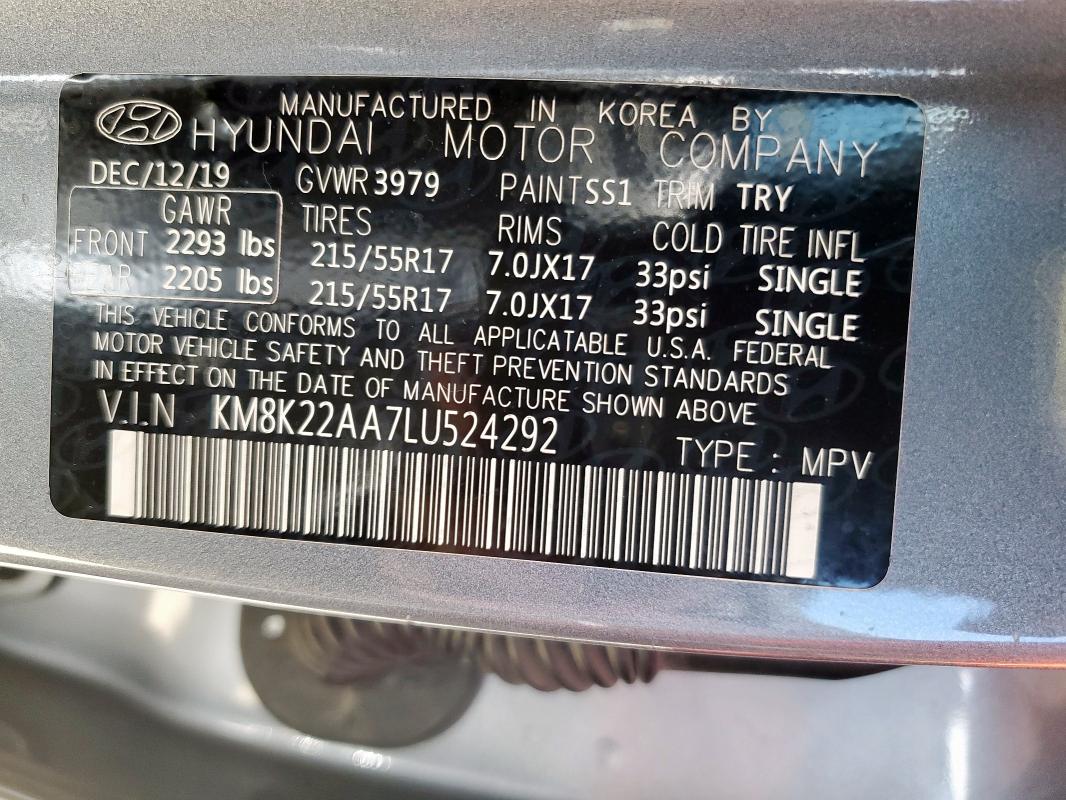 MANUFACTURED IN KOREA BY
HYUNDAI MOTOR COMPANY
DEC/12/19 GVWR 3979 PAINT SS1 TRIM TRY
GAWR TIRES RIMS COLD TIRE INFL
FRONT 2293 lbs 215/55R17 7.0JX17 33psi SINGLE
REAR 2205 lbs 215/55R17 7.0JX17 33psi SINGLE
THIS VEHICLE CONFORMS TO ALL APPLICATABLE U.S.A. FEDERAL
MOTOR VEHICLE SAFETY AND THEFT PREVENTION STANDARDS
IN EFFECT ON THE DATE OF MANUFACTURE SHOWN ABOVE
V.I.N KM8K22AA7LU524292 TYPE : MPV